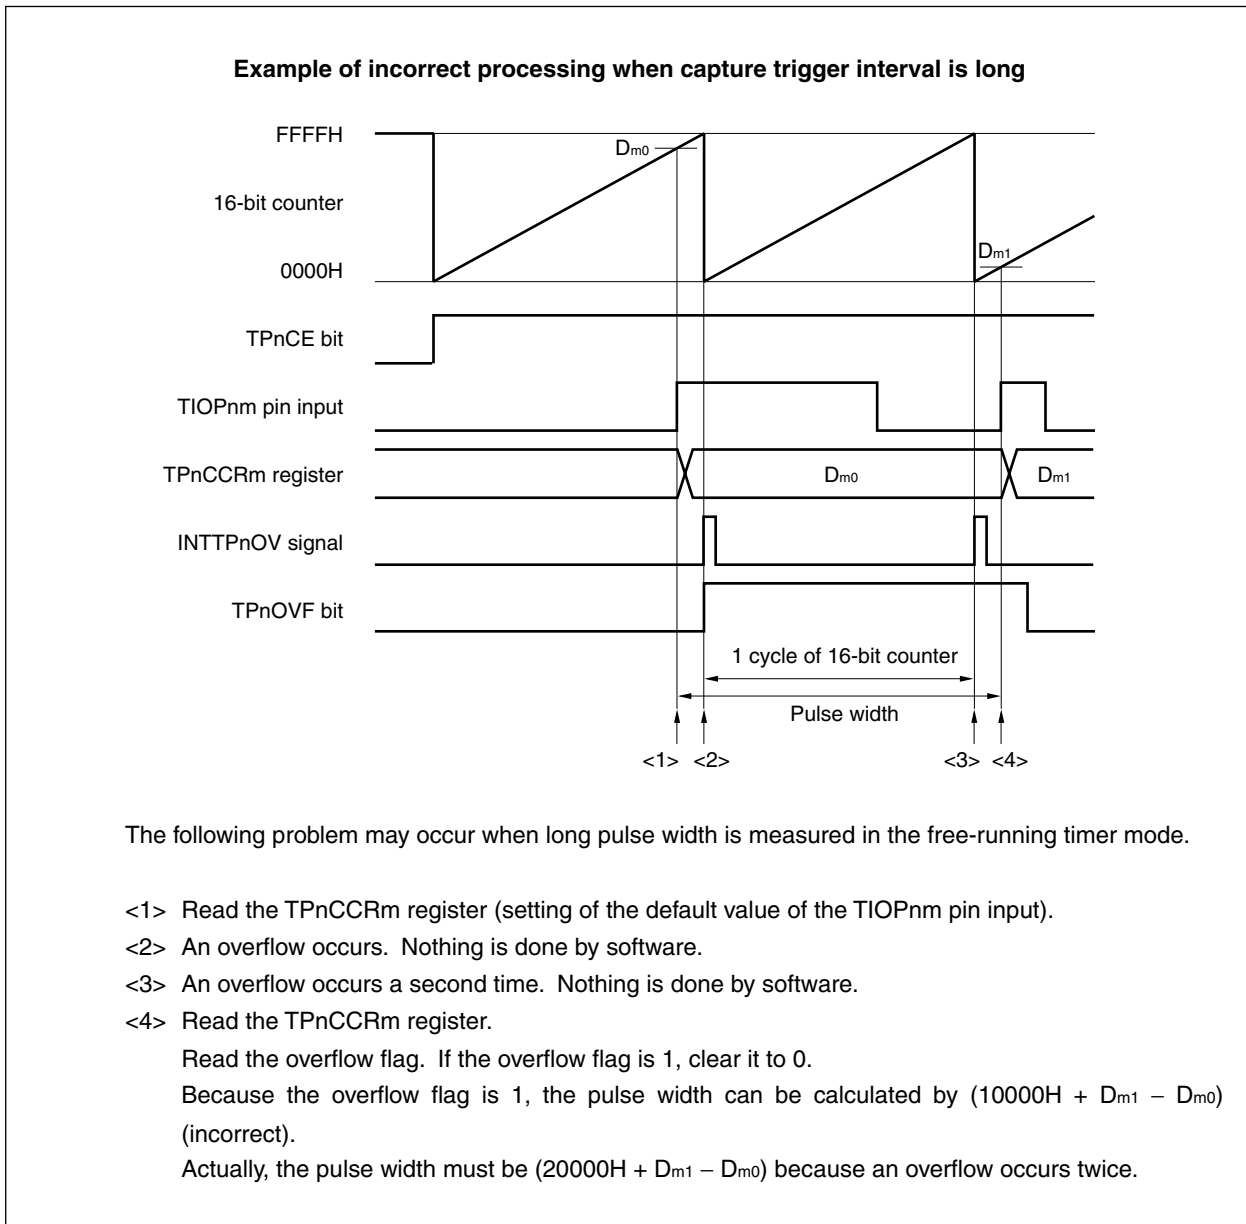 Example of incorrect processing when capture trigger interval is long
FFFFH
Dm0
16-bit counter
Dm1
0000H
TPnCE bit
TIOPnm pin input
TPnCCRm register
Dm0
Dm1
INTTPnOV signal
TPnOVF bit
1 cycle of 16-bit counter
Pulse width
<1> <2> <3> <4>
The following problem may occur when long pulse width is measured in the free-running timer mode.
<1> Read the TPnCCRm register (setting of the default value of the TIOPnm pin input).
<2> An overflow occurs. Nothing is done by software.
<3> An overflow occurs a second time. Nothing is done by software.
<4> Read the TPnCCRm register.
Read the overflow flag. If the overflow flag is 1, clear it to 0.
Because the overflow flag is 1, the pulse width can be calculated by (10000H + Dm1 − Dm0)
(incorrect).
Actually, the pulse width must be (20000H + Dm1 − Dm0) because an overflow occurs twice.